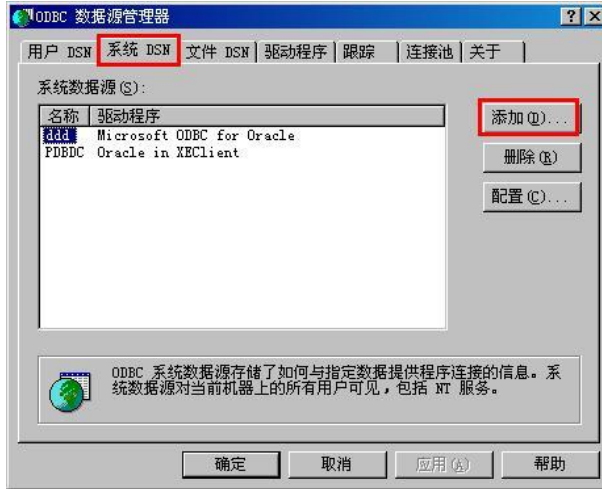 ODBC 数据源管理器
用户 DSN 系统 DSN 文件 DSN 驱动程序 跟踪 连接池 关于
系统数据源(S):
名称 驱动程序
ddd Microsoft ODBC for Oracle
PDBDC Oracle in XEClient
添加(D)...
删除(R)
配置(C)...
ODBC 系统数据源存储了如何与指定数据提供程序连接的信息。系
统数据源对当前机器上的所有用户可见,包括 NT 服务。
确定 取消 应用(A) 帮助